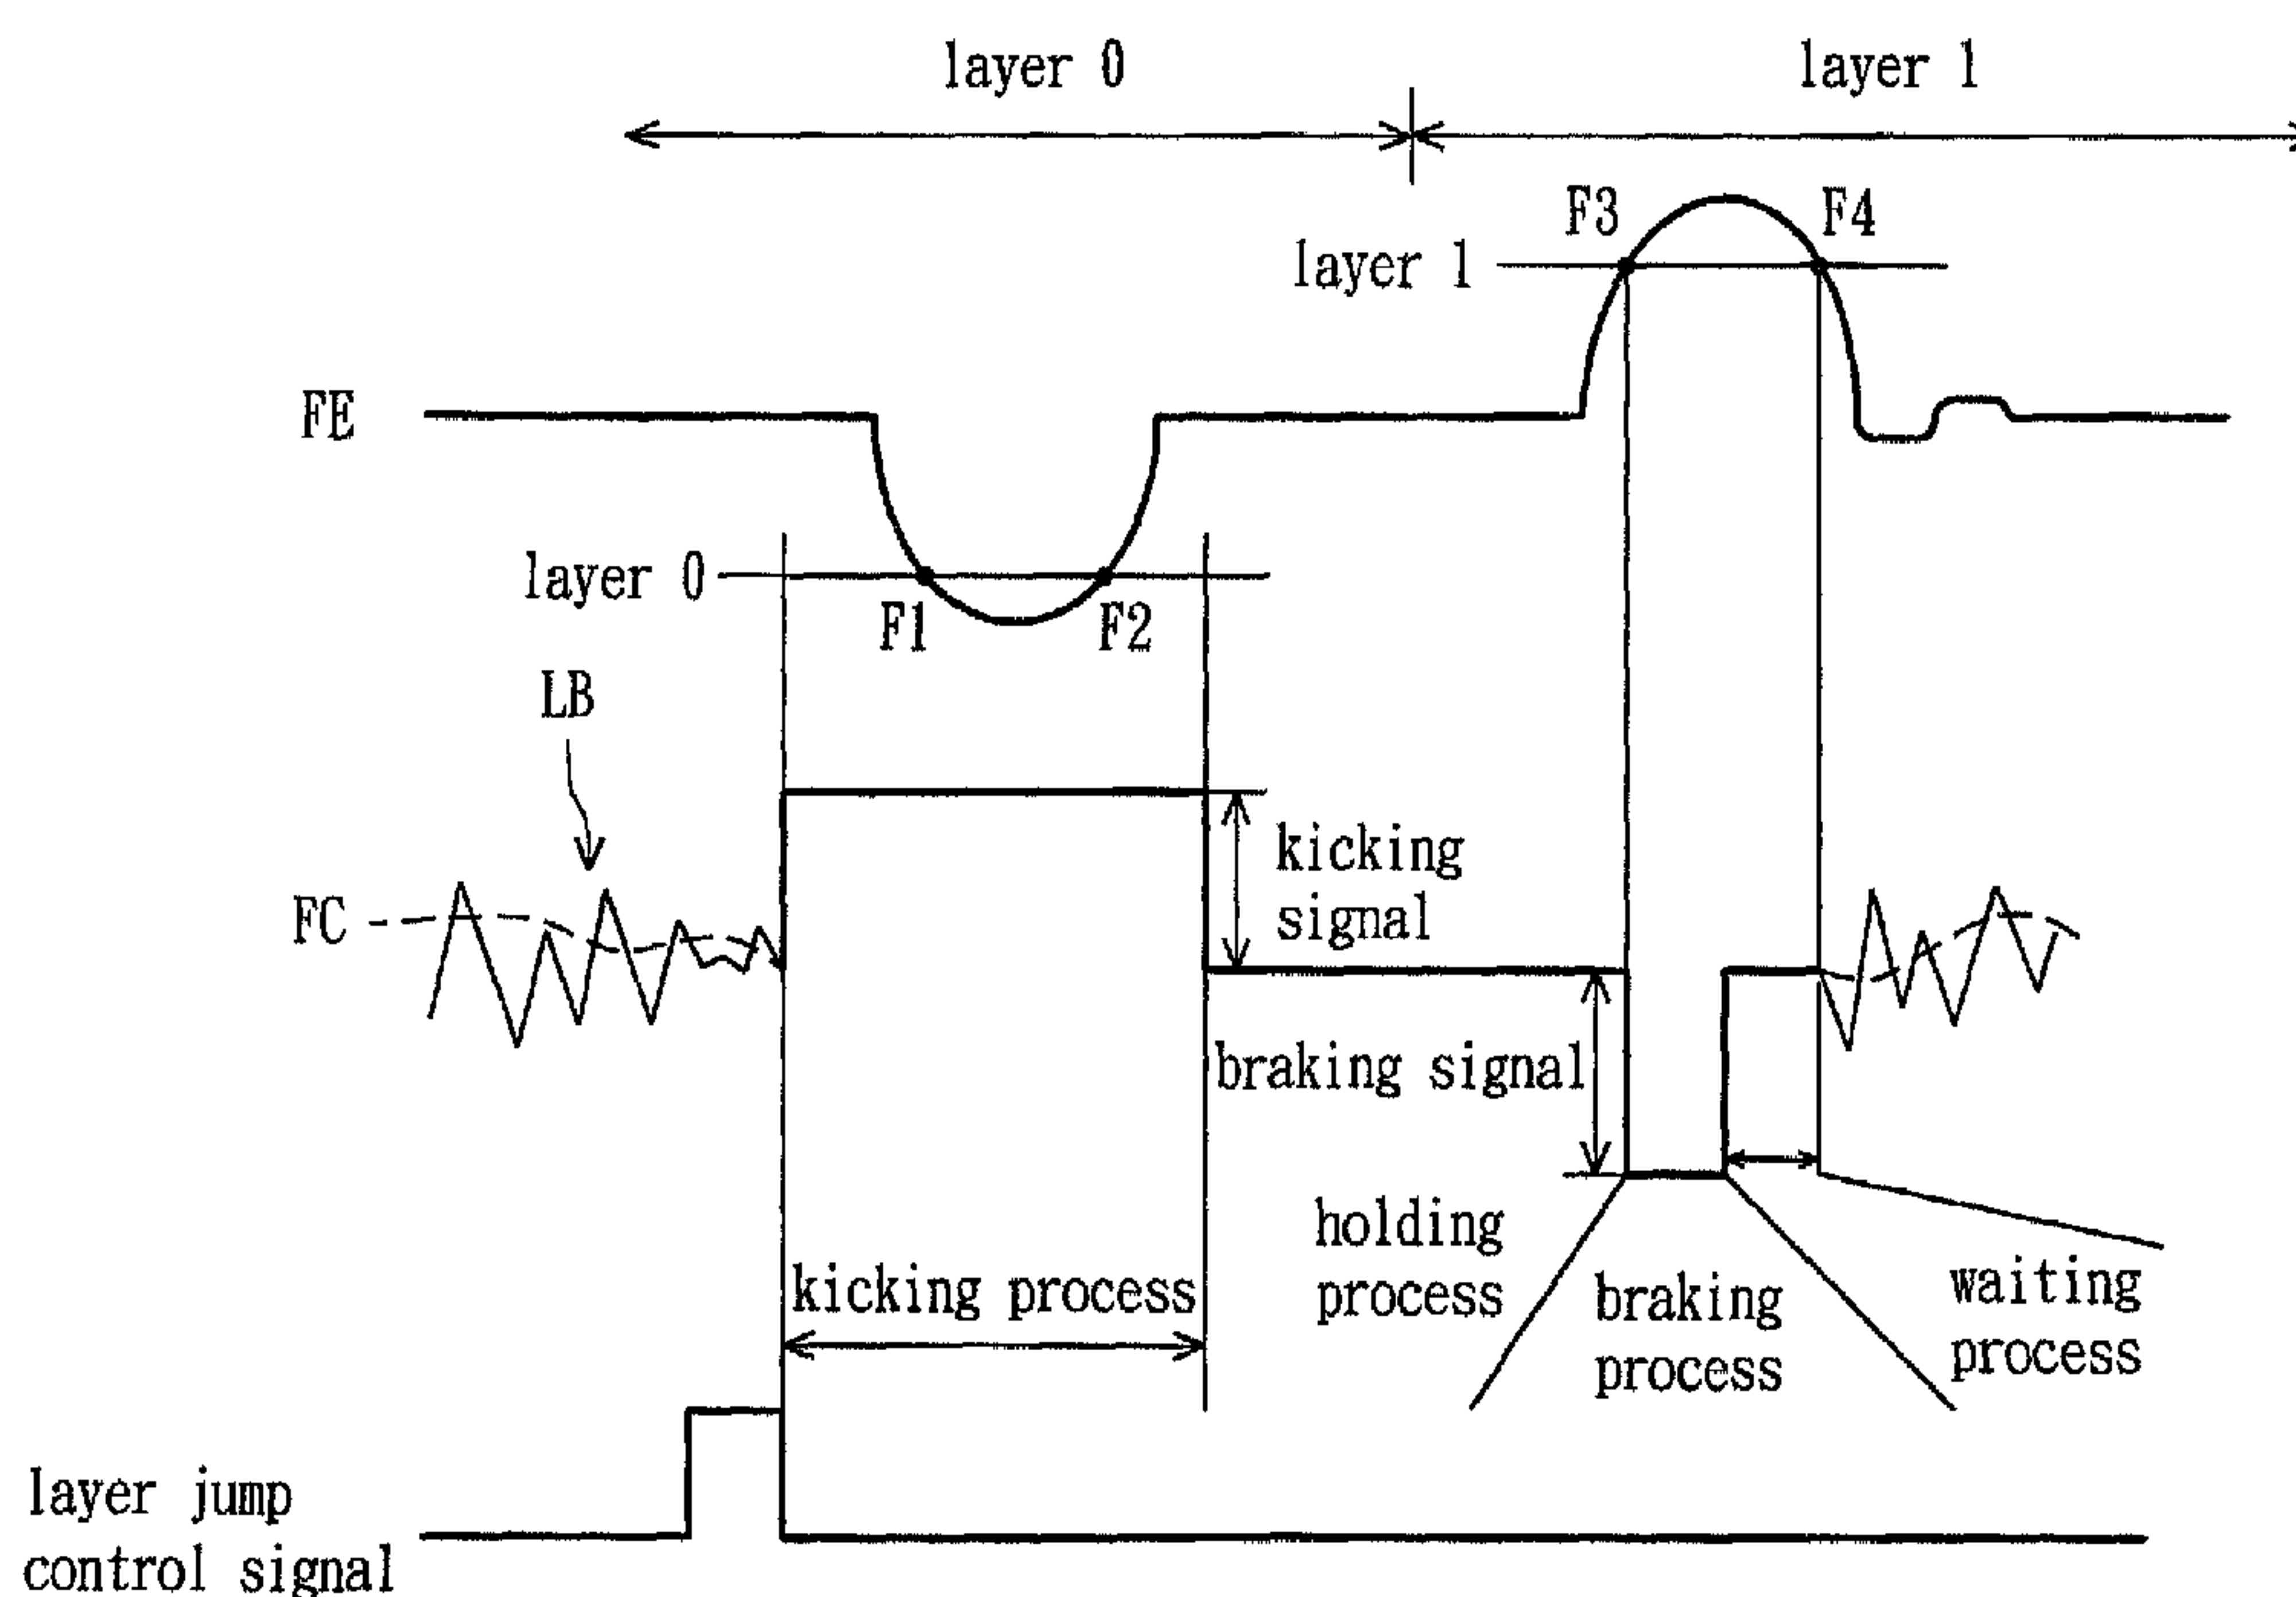 layer 0
layer 1
F3
F4
layer 1
FE
layer 0
F1
F2
LB
kicking
signal
FC
braking signal
holding
process
kicking process
braking
process
waiting
process
layer jump
control signal